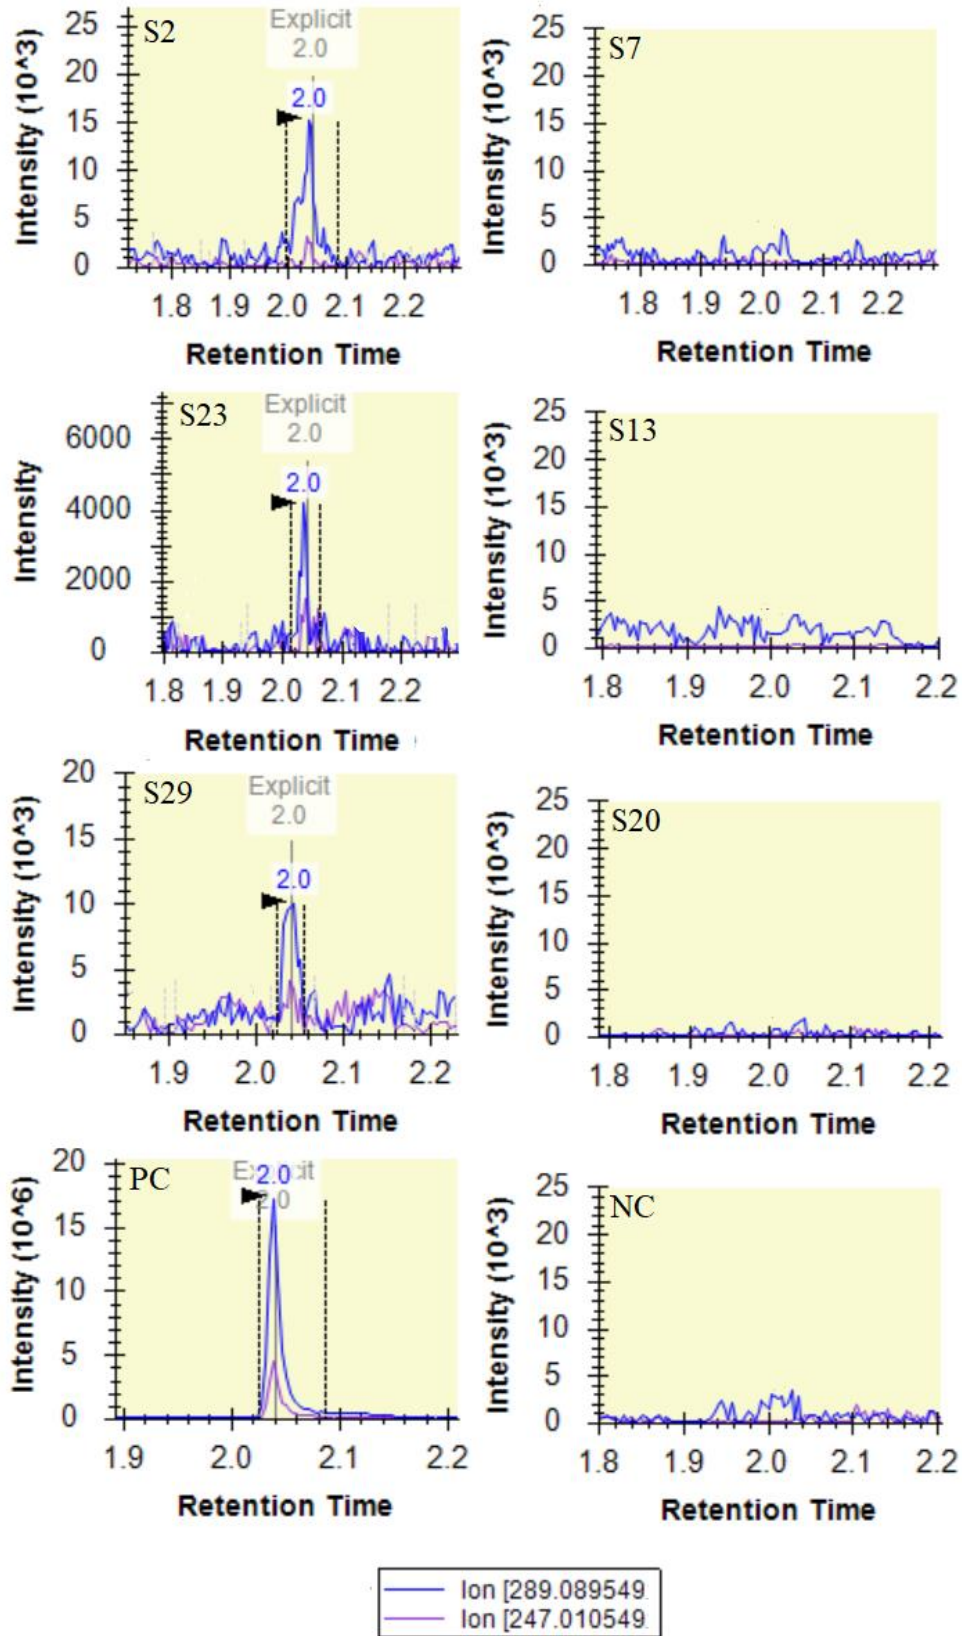 S2
Explicit
2.0
2.0
25
20
15
10
5
0
Intensity (10^3)
1.8 1.9 2.0 2.1 2.2
Retention Time
S7
25
20
15
10
5
0
Intensity (10^3)
1.8 1.9 2.0 2.1 2.2
Retention Time
S23
Explicit
2.0
2.0
6000
4000
2000
0
Intensity
1.8 1.9 2.0 2.1 2.2
Retention Time
S13
25
20
15
10
5
0
Intensity (10^3)
1.8 1.9 2.0 2.1 2.2
Retention Time
S29
Explicit
2.0
2.0
20
15
10
5
0
Intensity (10^3)
1.9 2.0 2.1 2.2
Retention Time
S20
25
20
15
10
5
0
Intensity (10^3)
1.8 1.9 2.0 2.1 2.2
Retention Time
PC
Explicit
2.0
2.0
20
15
10
5
0
Intensity (10^6)
1.9 2.0 2.1 2.2
Retention Time
NC
25
20
15
10
5
0
Intensity (10^3)
1.8 1.9 2.0 2.1 2.2
Retention Time
Ion [289.089549
Ion [247.010549